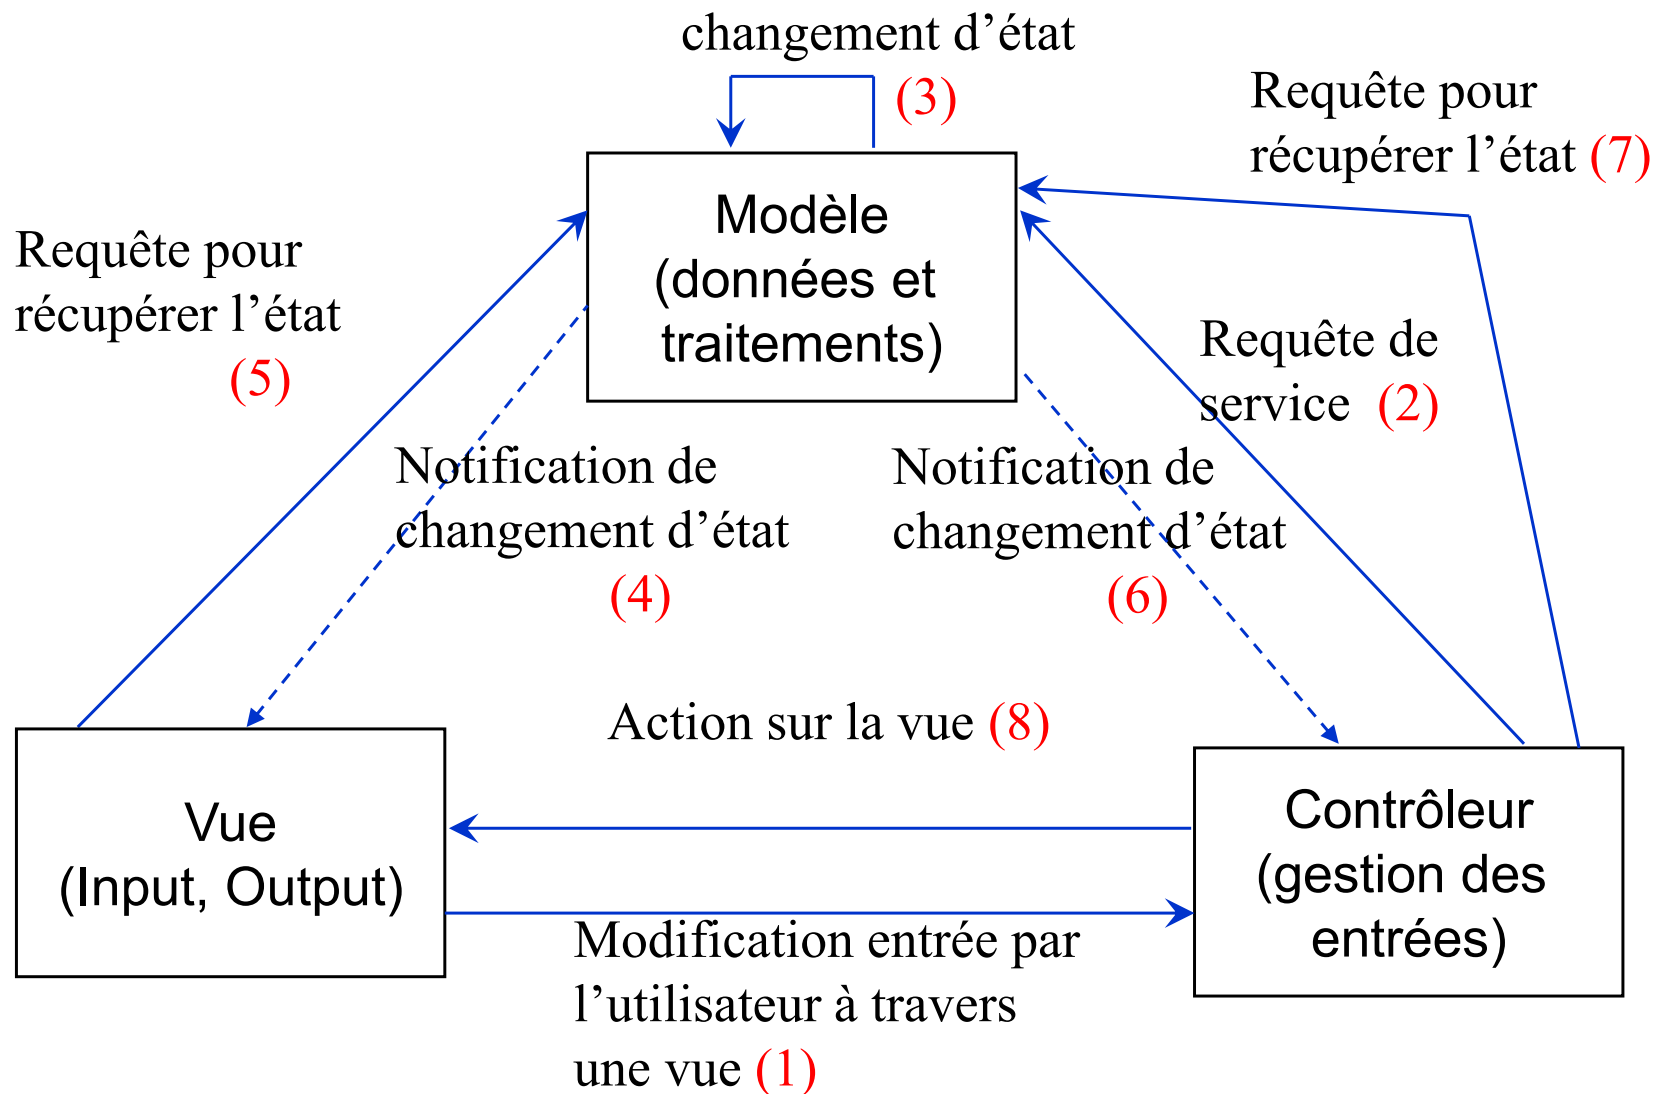 changement d’état
(3)
Requête pour
récupérer l’état (7)
Modèle
(données et
traitements)
Requête pour
récupérer l’état
(5)
Requête de
service (2)
Notification de
changement d’état
(4)
Notification de
changement d’état
(6)
Action sur la vue (8)
Vue
(Input, Output)
Contrôleur
(gestion des
entrées)
Modification entrée par
l’utilisateur à travers
une vue (1)